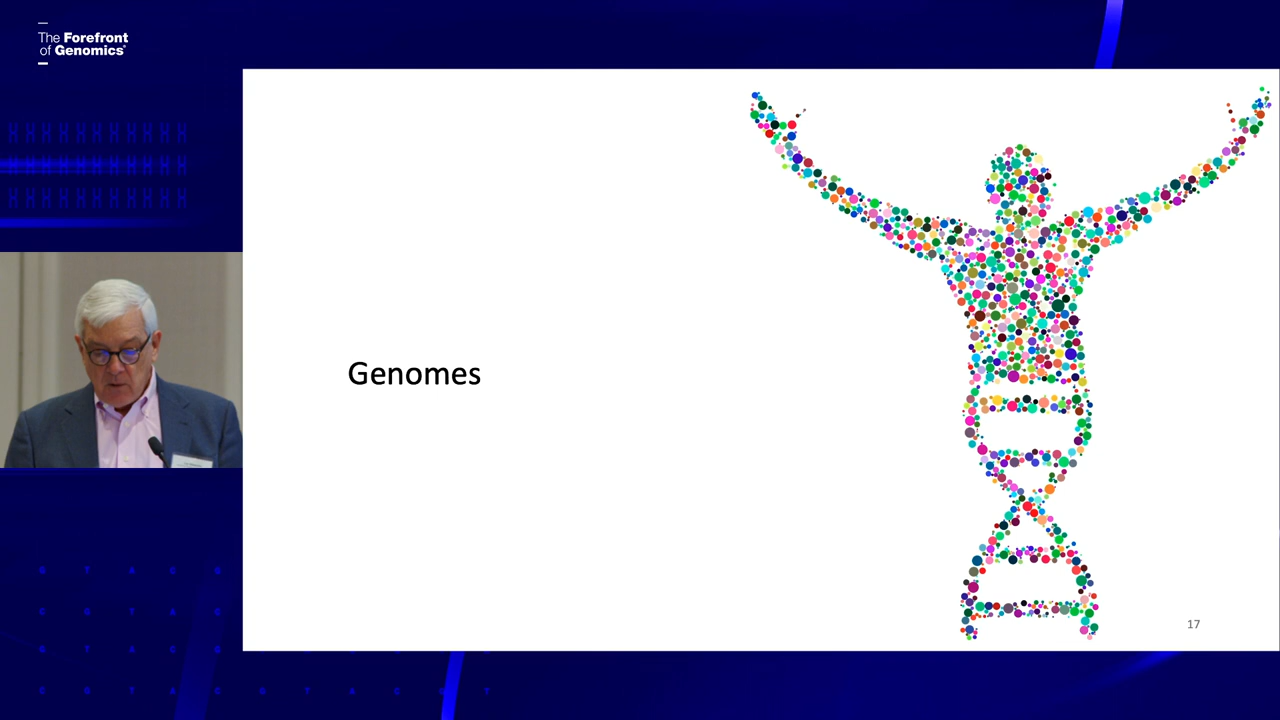 The Forefront
of Genomics®
Genomes
17
G T A C G
C G T A C
G T A C G
C G T A C G T A C G T